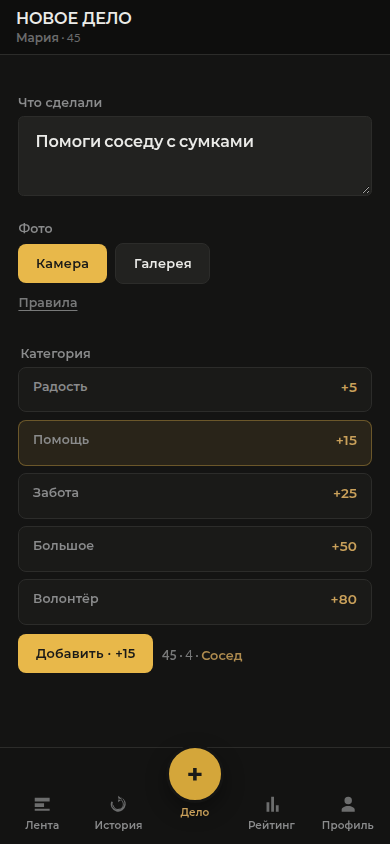 НОВОЕ ДЕЛО
Мария · 45
Что сделали
Помоги соседу с сумками
Фото
Камера
Галерея
Правила
Категория
Радость +5
Помощь +15
Забота +25
Большое +50
Волонтёр +80
Добавить · +15
45 · 4 · Сосед
Лента
История
Дело
Рейтинг
Профиль